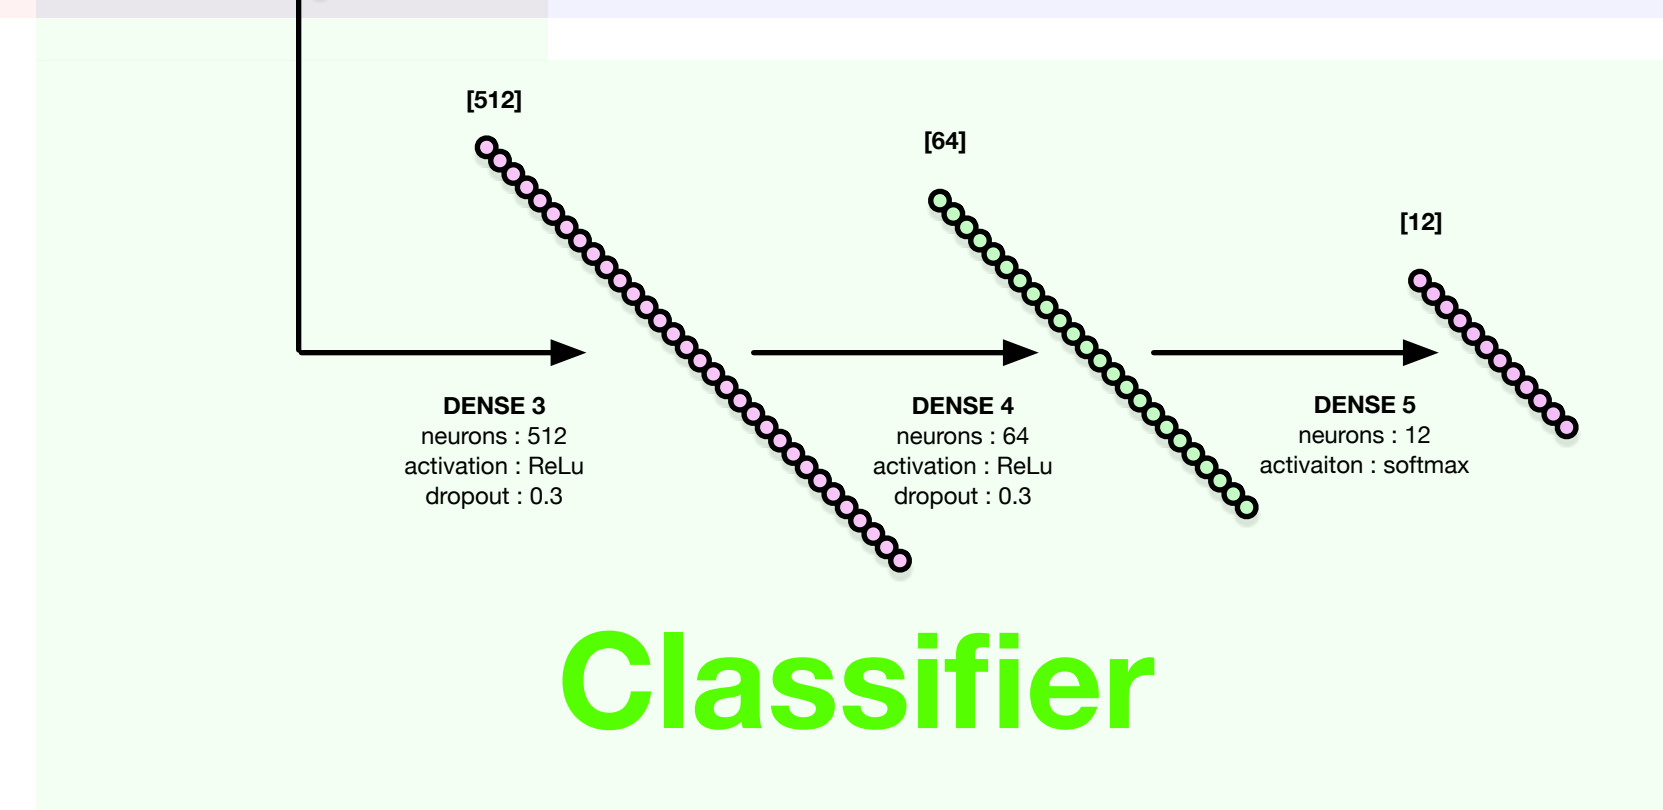 [512]
[64]
[12]
DENSE 3
neurons : 512
activation : ReLu
dropout : 0.3
DENSE 4
neurons : 64
activation : ReLu
dropout : 0.3
DENSE 5
neurons : 12
activaiton : softmax
Classifier